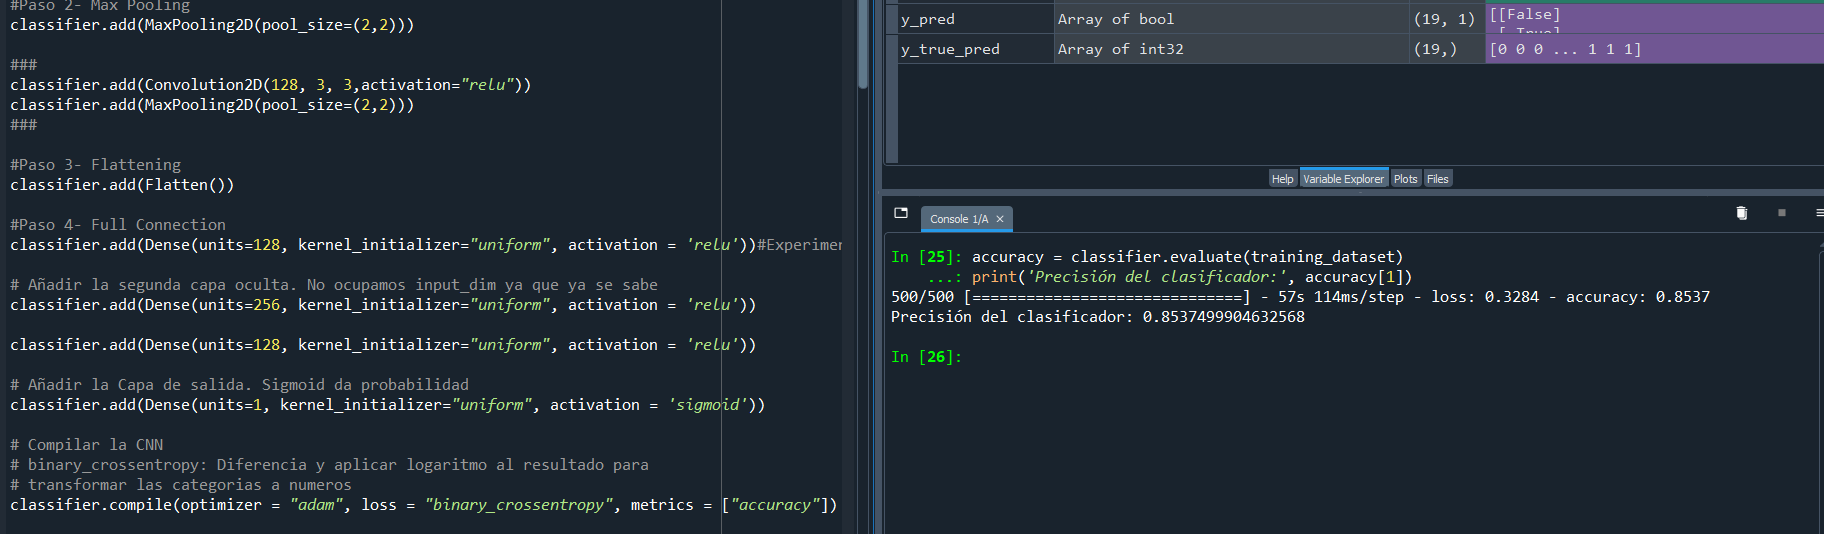 #Paso 2- Max Pooling
classifier.add(MaxPooling2D(pool_size=(2,2)))
###
classifier.add(Convolution2D(128, 3, 3,activation="relu"))
classifier.add(MaxPooling2D(pool_size=(2,2)))
###
#Paso 3- Flattening
classifier.add(Flatten())
#Paso 4- Full Connection
classifier.add(Dense(units=128, kernel_initializer="uniform", activation = 'relu'))#Experimen
# Añadir la segunda capa oculta. No ocupamos input_dim ya que ya se sabe
classifier.add(Dense(units=256, kernel_initializer="uniform", activation = 'relu'))
classifier.add(Dense(units=128, kernel_initializer="uniform", activation = 'relu'))
# Añadir la Capa de salida. Sigmoid da probabilidad
classifier.add(Dense(units=1, kernel_initializer="uniform", activation = 'sigmoid'))
# Compilar la CNN
# binary_crossentropy: Diferencia y aplicar logaritmo al resultado para
# transformar las categorias a numeros
classifier.compile(optimizer = "adam", loss = "binary_crossentropy", metrics = ["accuracy"])
y_pred Array of bool (19, 1) [[False]
[ True]
y_true_pred Array of int32 (19,) [0 0 0 ... 1 1 1]
Help Variable Explorer Plots Files
Console 1/A ×
In [25]: accuracy = classifier.evaluate(training_dataset)
...: print('Precisión del clasificador:', accuracy[1])
500/500 [==============================] - 57s 114ms/step - loss: 0.3284 - accuracy: 0.8537
Precisión del clasificador: 0.8537499904632568
In [26]: